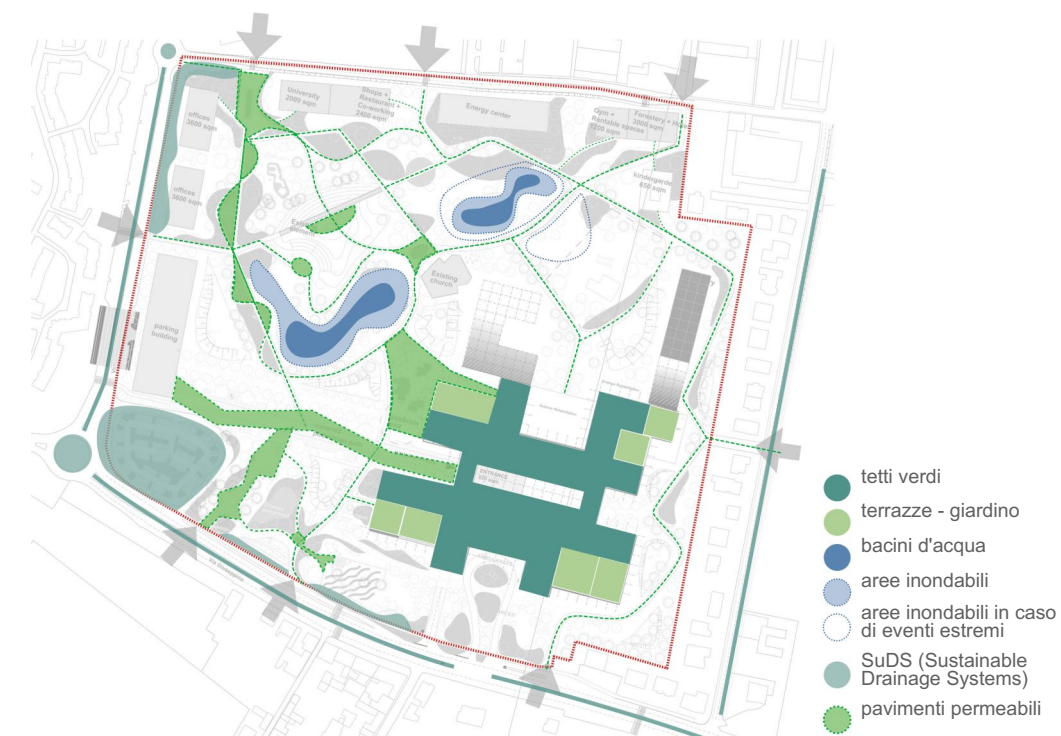 University
2000 sqm
Shops +
Restaurant +
Co-working
2400 sqm
Energy center
Gym +
Rentable spaces
1200 sqm
3000 sqm
offices
3600 sqm
offices
3600 sqm
kindergarden
650 sqm
Existing
Existing
church
parking
building
ENTRANCE
tetti verdi
terrazze - giardino
bacini d'acqua
aree inondabili
aree inondabili in caso
di eventi estremi
SuDS (Sustainable
Drainage Systems)
pavimenti permeabili